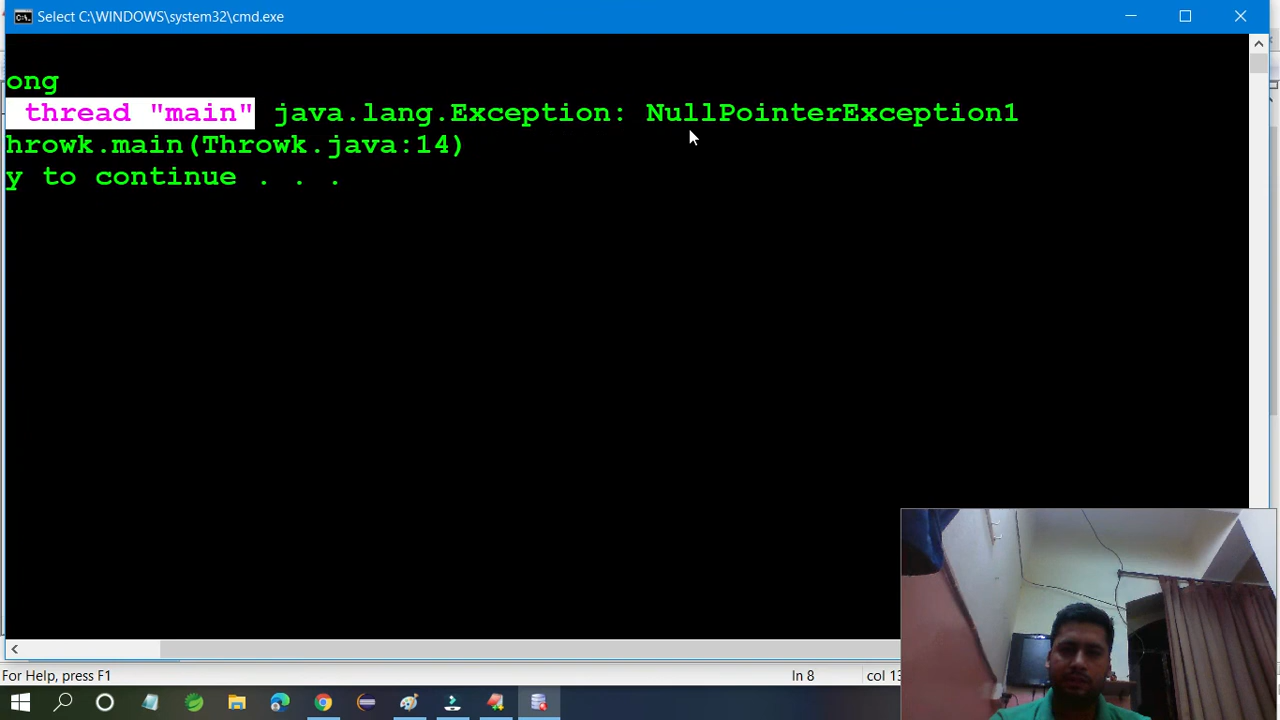 Select C:\WINDOWS\system32\cmd.exe
ong
thread "main" java.lang.Exception: NullPointerException1
hrowk.main(Throwk.java:14)
y to continue . . .
For Help, press F1
ln 8
col 13